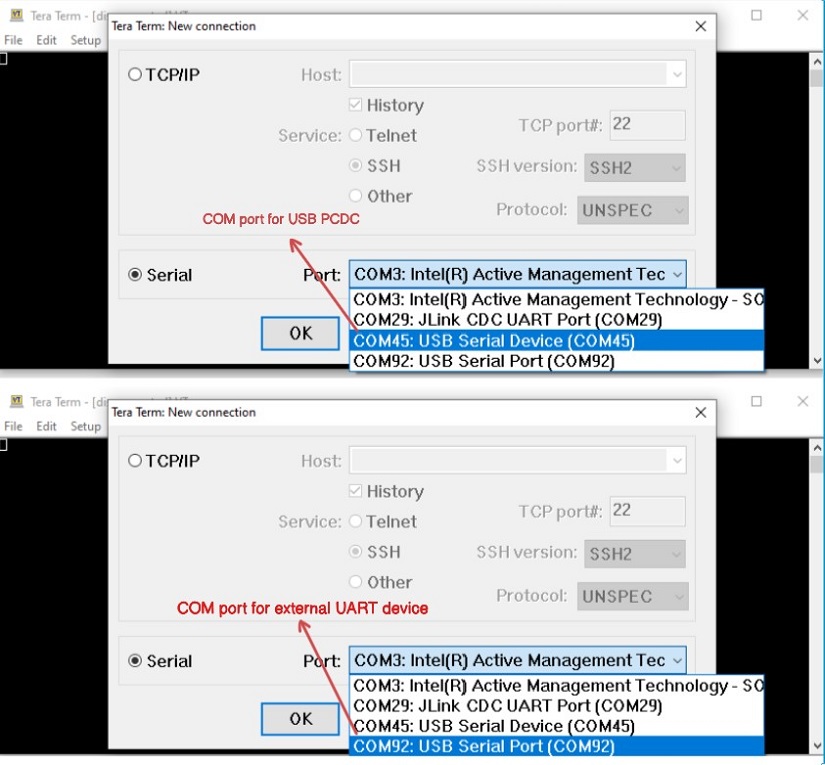 Tera Term - [di
Tera Term: New connection
File Edit Setup
TCP/IP
Host:
History
Service:
Telnet
TCP port#: 22
SSH
SSH version: SSH2
Other
Protocol: UNSPEC
COM port for USB PCDC
Serial
Port: COM3: Intel(R) Active Management Tec
COM3: Intel(R) Active Management Technology - SO
COM29: JLink CDC UART Port (COM29)
OK
COM45: USB Serial Device (COM45)
COM92: USB Serial Port (COM92)
Tera Term - [di
Tera Term: New connection
File Edit Setup
TCP/IP
Host:
History
Service:
Telnet
TCP port#: 22
SSH
SSH version: SSH2
Other
Protocol: UNSPEC
COM port for external UART device
Serial
Port: COM3: Intel(R) Active Management Tec
COM3: Intel(R) Active Management Technology - SO
COM29: JLink CDC UART Port (COM29)
OK
COM45: USB Serial Device (COM45)
COM92: USB Serial Port (COM92)